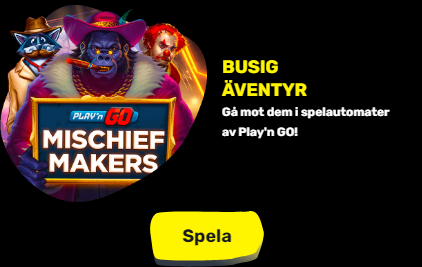 BUSIG
ÄVENTYR
Gå mot dem i spelautomater
av Play'n GO!
PLAY'n GO
MISCHIEF
MAKERS
Spela